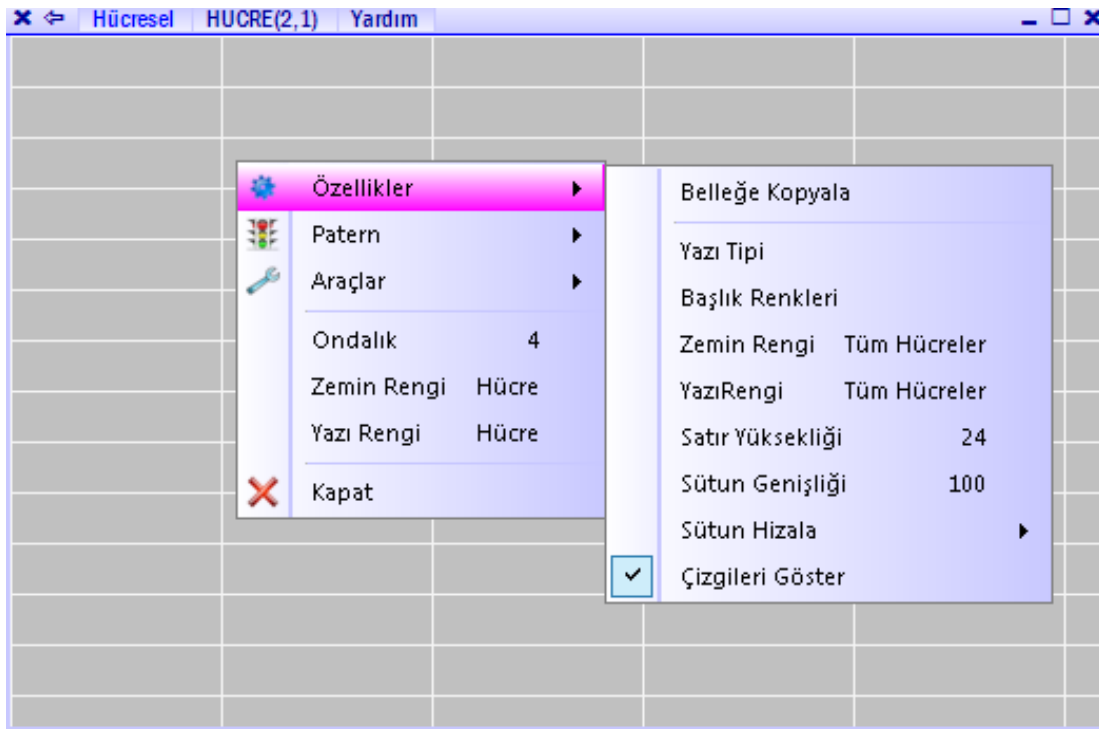 Hücresel HUCRE(2,1) Yardım
Özellikler
Patern
Araçlar
Ondalık 4
Zemin Rengi Hücre
Yazı Rengi Hücre
Kapat
Belleğe Kopyala
Yazı Tipi
Başlık Renkleri
Zemin Rengi Tüm Hücreler
YazıRengi Tüm Hücreler
Satır Yüksekliği 24
Sütun Genişliği 100
Sütun Hizala
Çizgileri Göster